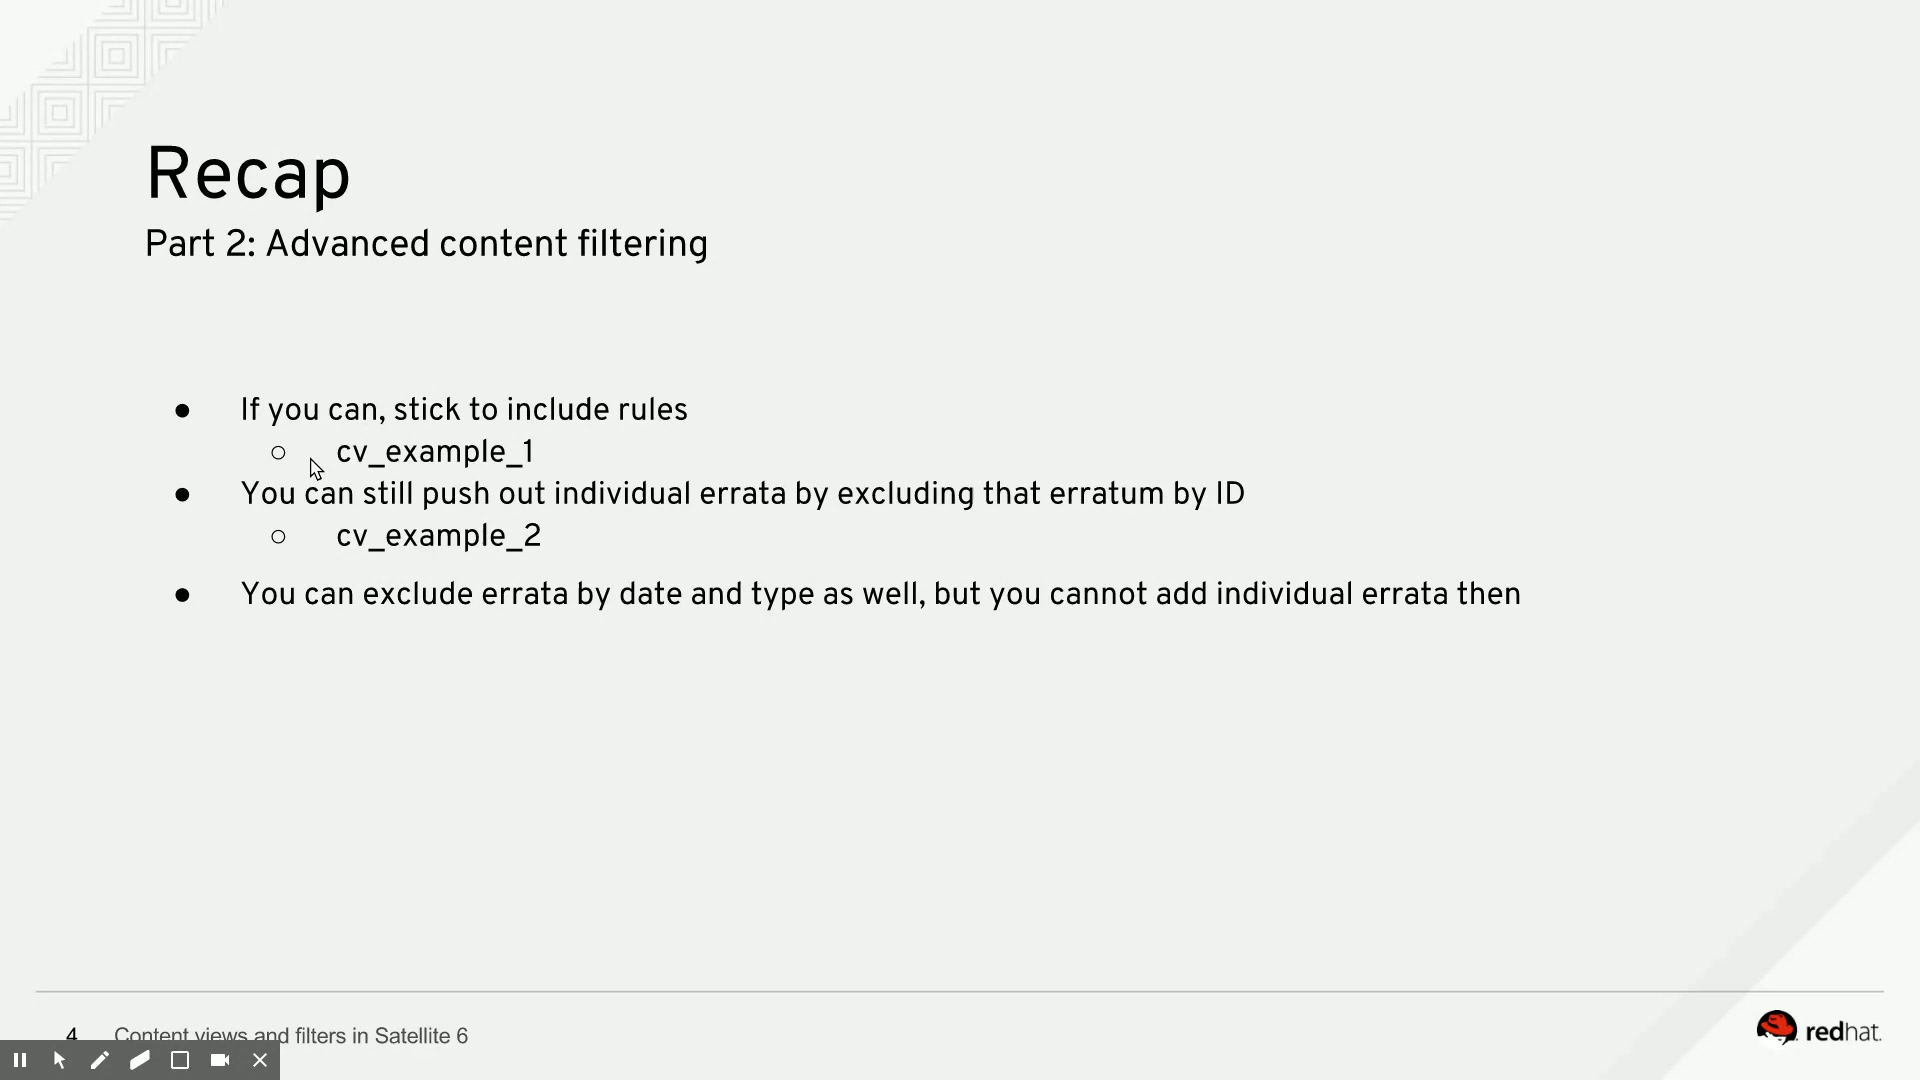 Recap
Part 2: Advanced content filtering
● If you can, stick to include rules
○ cv_example_1
● You can still push out individual errata by excluding that erratum by ID
○ cv_example_2
● You can exclude errata by date and type as well, but you cannot add individual errata then
4 Content views and filters in Satellite 6
redhat.